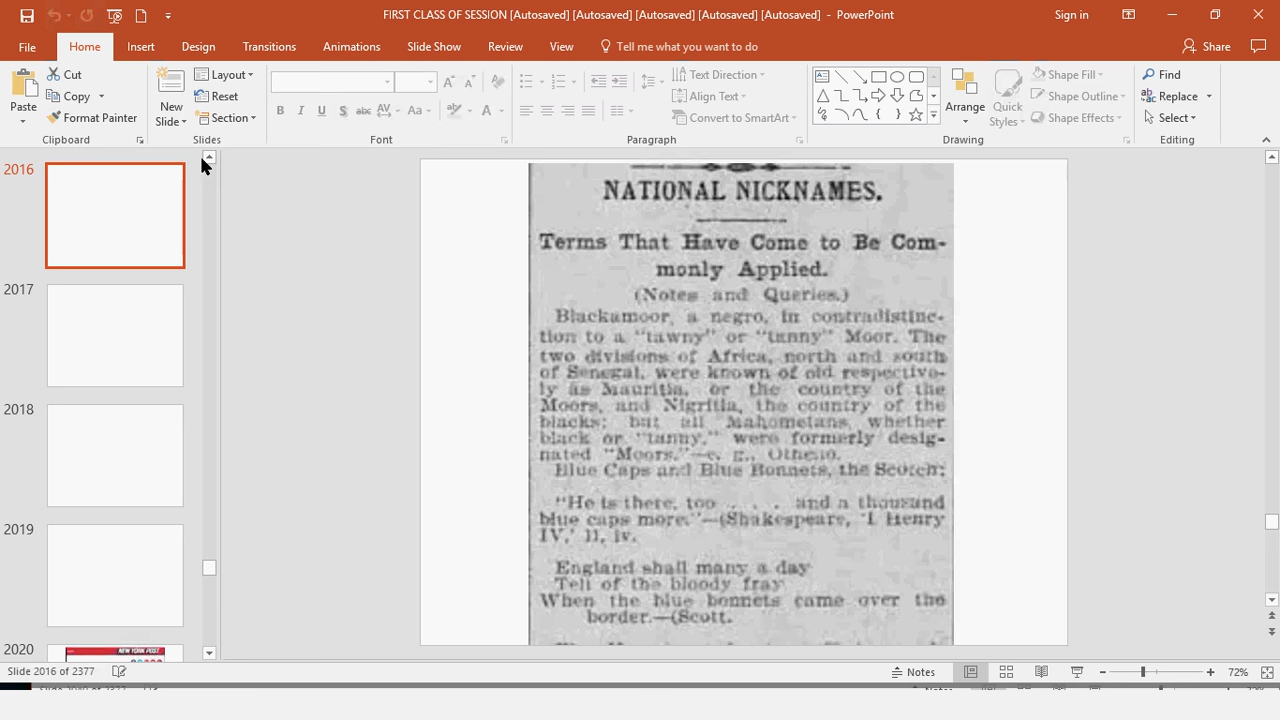 FIRST CLASS OF SESSION [Autosaved] [Autosaved] [Autosaved] [Autosaved] [Autosaved] - PowerPoint
Sign in
File Home Insert Design Transitions Animations Slide Show Review View Tell me what you want to do Share
Paste
Cut
Copy
Format Painter
Clipboard
New
Slide
Layout
Reset
Section
Slides
B I U S abc AV Aa A
Font
Text Direction
Align Text
Convert to SmartArt
Paragraph
Arrange
Quick
Styles
Shape Fill
Shape Outline
Shape Effects
Drawing
Find
Replace
Select
Editing
2016
2017
2018
2019
2020
NEW YORK POST
NATIONAL NICKNAMES.
Terms That Have Come to Be Com-
monly Applied.
(Notes and Queries.)
Blackamoor, a negro, in contradistinc-
tion to a "tawny" or "tanny" Moor. The
two divisions of Africa, north and south
of Senegal, were known of old respective-
ly as Mauritia, or the country of the
Moors, and Nigritia, the country of the
blacks; but all Mahometans, whether
black or "tanny," were formerly desig-
nated "Moors."—e. g., Othello.
Blue Caps and Blue Bonnets, the Scotch:
"He is there, too . . . . and a thousand
blue caps more."—(Shakespeare, 'I Henry
IV,' II, iv.
England shall many a day
Tell of the bloody fray
When the blue bonnets came over the
border.—(Scott.
Slide 2016 of 2377
Notes
72%